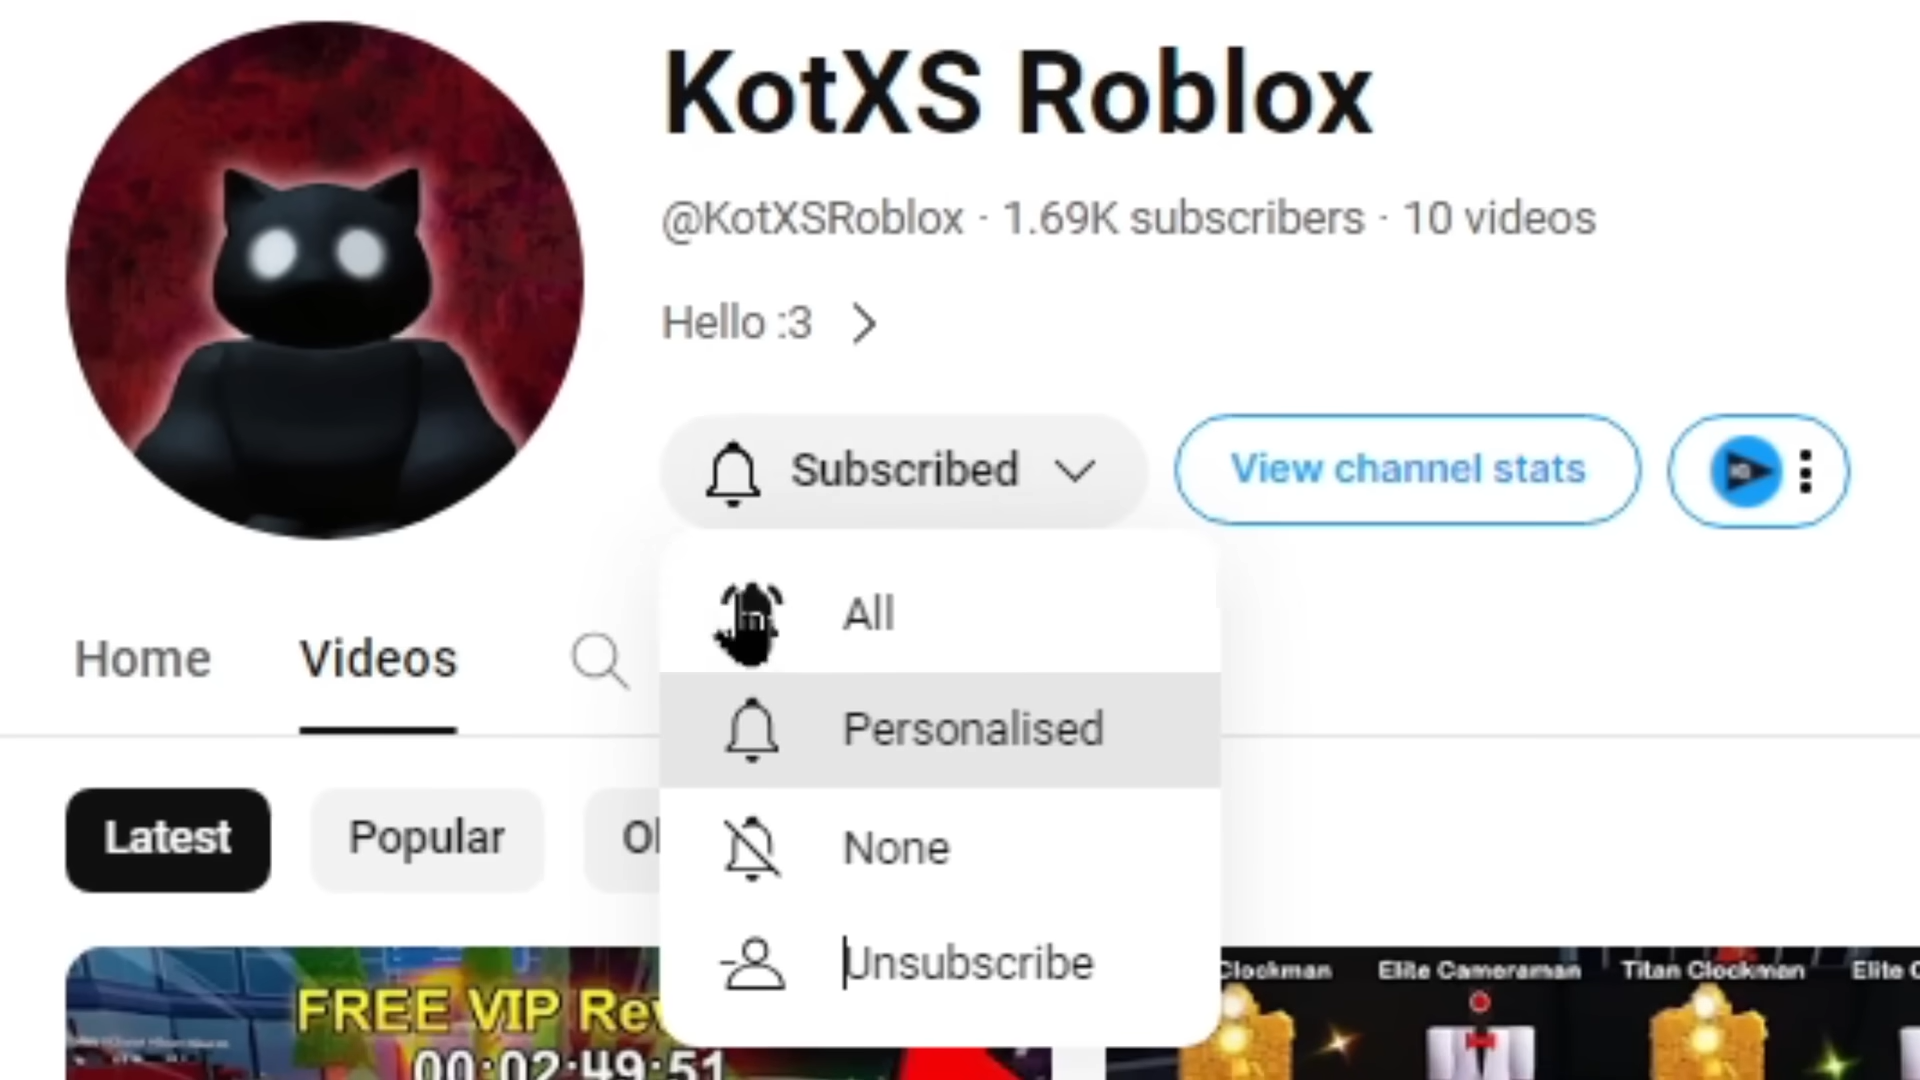 KotXS Roblox
@KotXSRoblox · 1.69K subscribers · 10 videos
Hello :3
Subscribed
View channel stats
All
Home
Videos
Personalised
Latest
Popular
None
Unsubscribe
FREE VIP
00:02:49:51
Clockman
Elite Cameraman
Titan Clockman
Elite